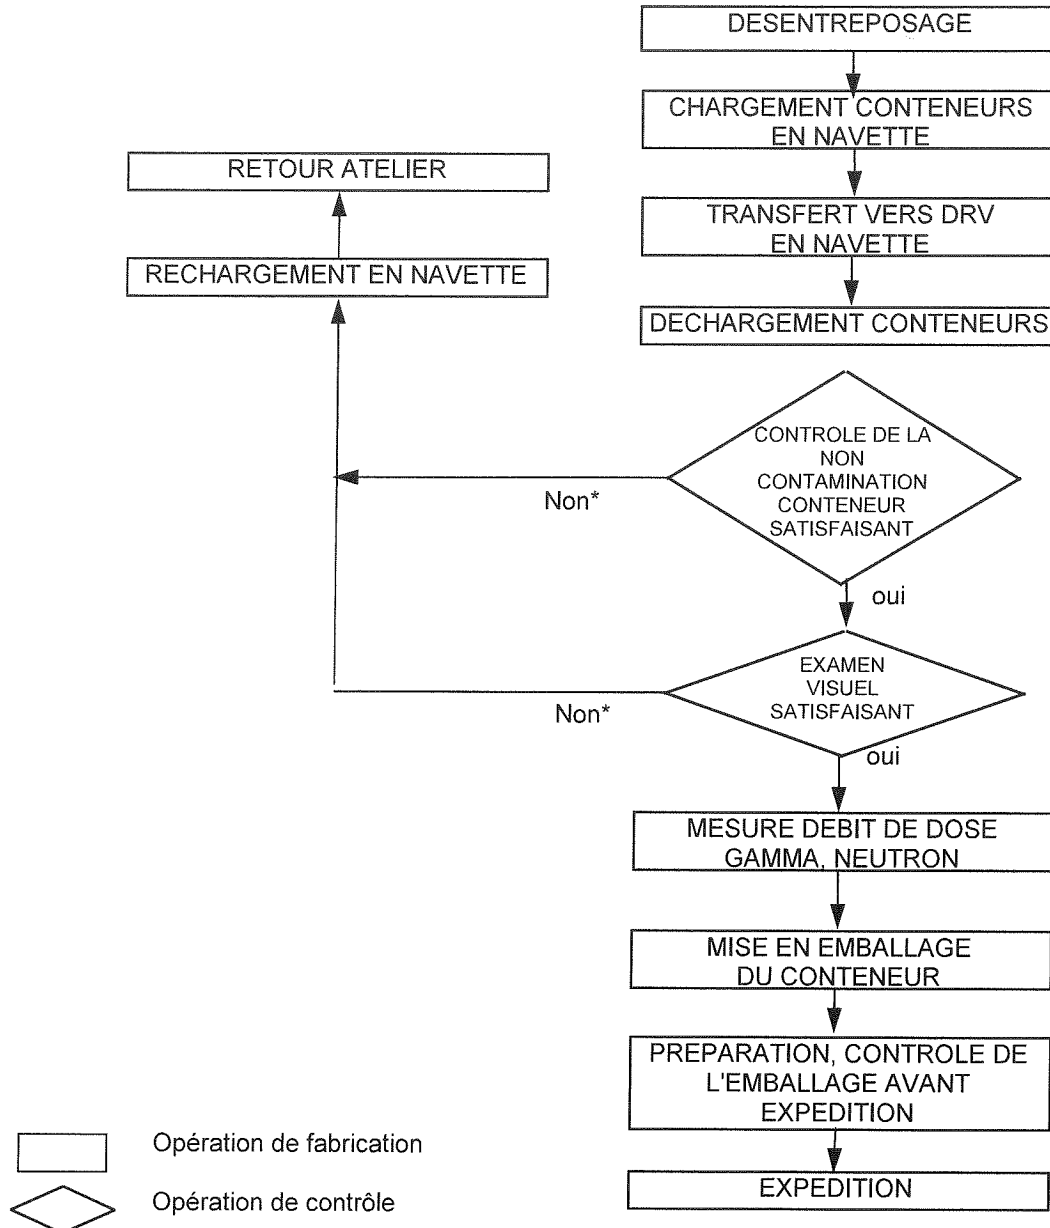 DESENTREPOSAGE
CHARGEMENT CONTENEURS
EN NAVETTE
RETOUR ATELIER
TRANSFERT VERS DRV
EN NAVETTE
RECHARGEMENT EN NAVETTE
DECHARGEMENT CONTENEURS
CONTROLE DE LA
NON
CONTAMINATION
CONTENEUR
SATISFAISANT
Non*
oui
EXAMEN
VISUEL
SATISFAISANT
Non*
oui
MESURE DEBIT DE DOSE
GAMMA, NEUTRON
MISE EN EMBALLAGE
DU CONTENEUR
PREPARATION, CONTROLE DE
L'EMBALLAGE AVANT
EXPEDITION
Opération de fabrication
EXPEDITION
Opération de contrôle